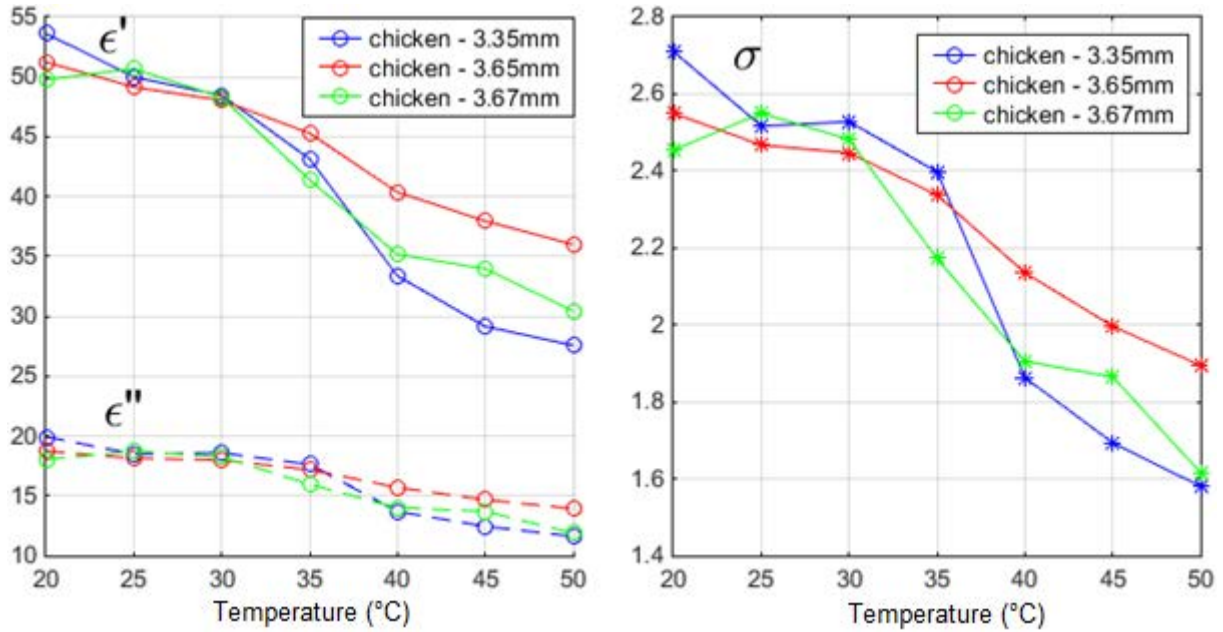 55
50
45
40
35
30
25
20
15
10
ϵ'
ϵ"
chicken - 3.35mm
chicken - 3.65mm
chicken - 3.67mm
20 25 30 35 40 45 50
Temperature (°C)
2.8
2.6
2.4
2.2
2
1.8
1.6
1.4
σ
chicken - 3.35mm
chicken - 3.65mm
chicken - 3.67mm
20 25 30 35 40 45 50
Temperature (°C)